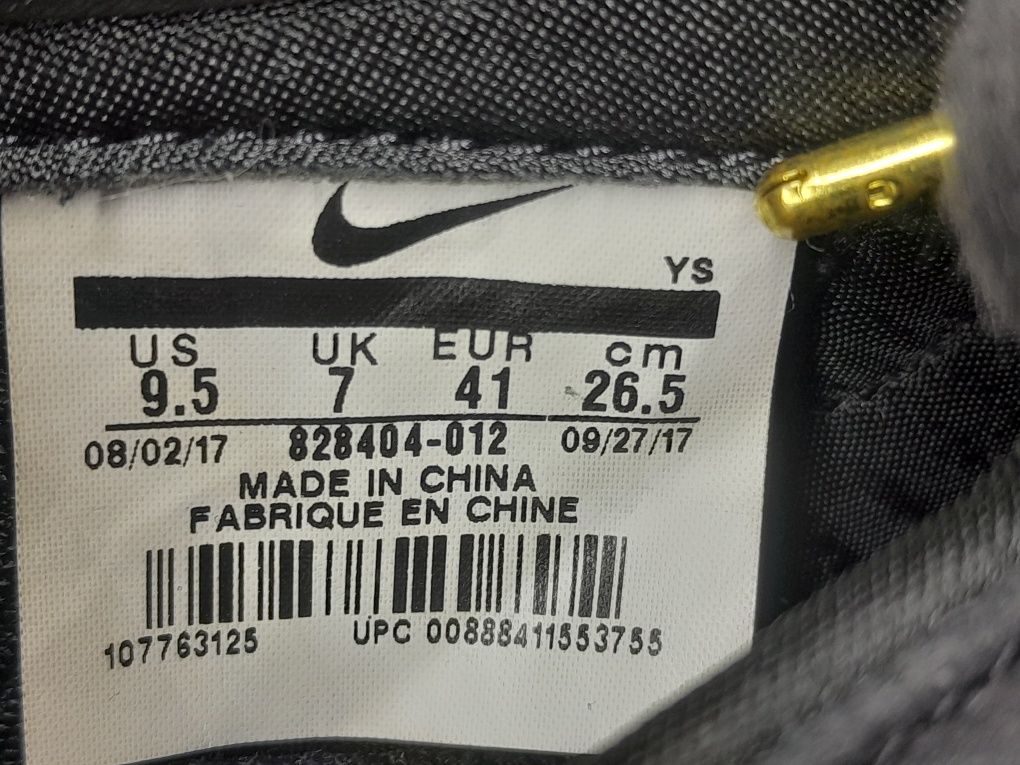 YS
US UK EUR cm
9.5 7 41 26.5
08/02/17 828404-012 09/27/17
MADE IN CHINA
FABRIQUE EN CHINE
107763125 UPC 00888411553755